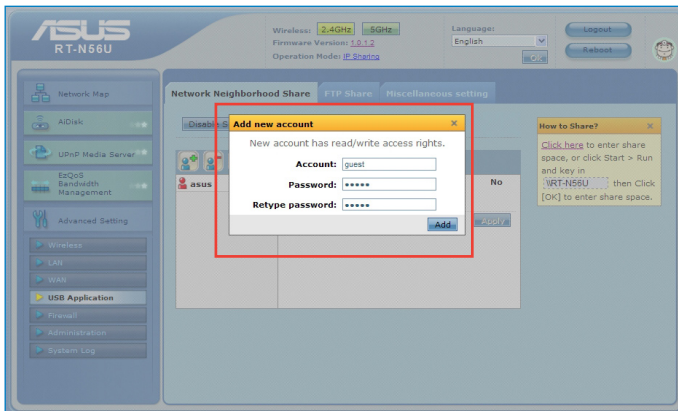 ASUS
RT-N56U
Wireless: 2.4GHz 5GHz
Firmware Version: 1.0.1.2
Operation Mode: IP Sharing
Language:
English
Logout
Reboot
Network Map
AiDisk
UPnP Media Server
EzQoS
Bandwidth
Management
Advanced Setting
Wireless
LAN
WAN
USB Application
Firewall
Administration
System Log
Network Neighborhood Share FTP Share Miscellaneous setting
Disable S
asus
No
Apply
Add new account ×
New account has read/write access rights.
Account: guest
Password: •••••
Retype password: •••••
Add
How to Share? ×
Click here to enter share
space, or click Start > Run
and key in
\\RT-N56U then Click
[OK] to enter share space.